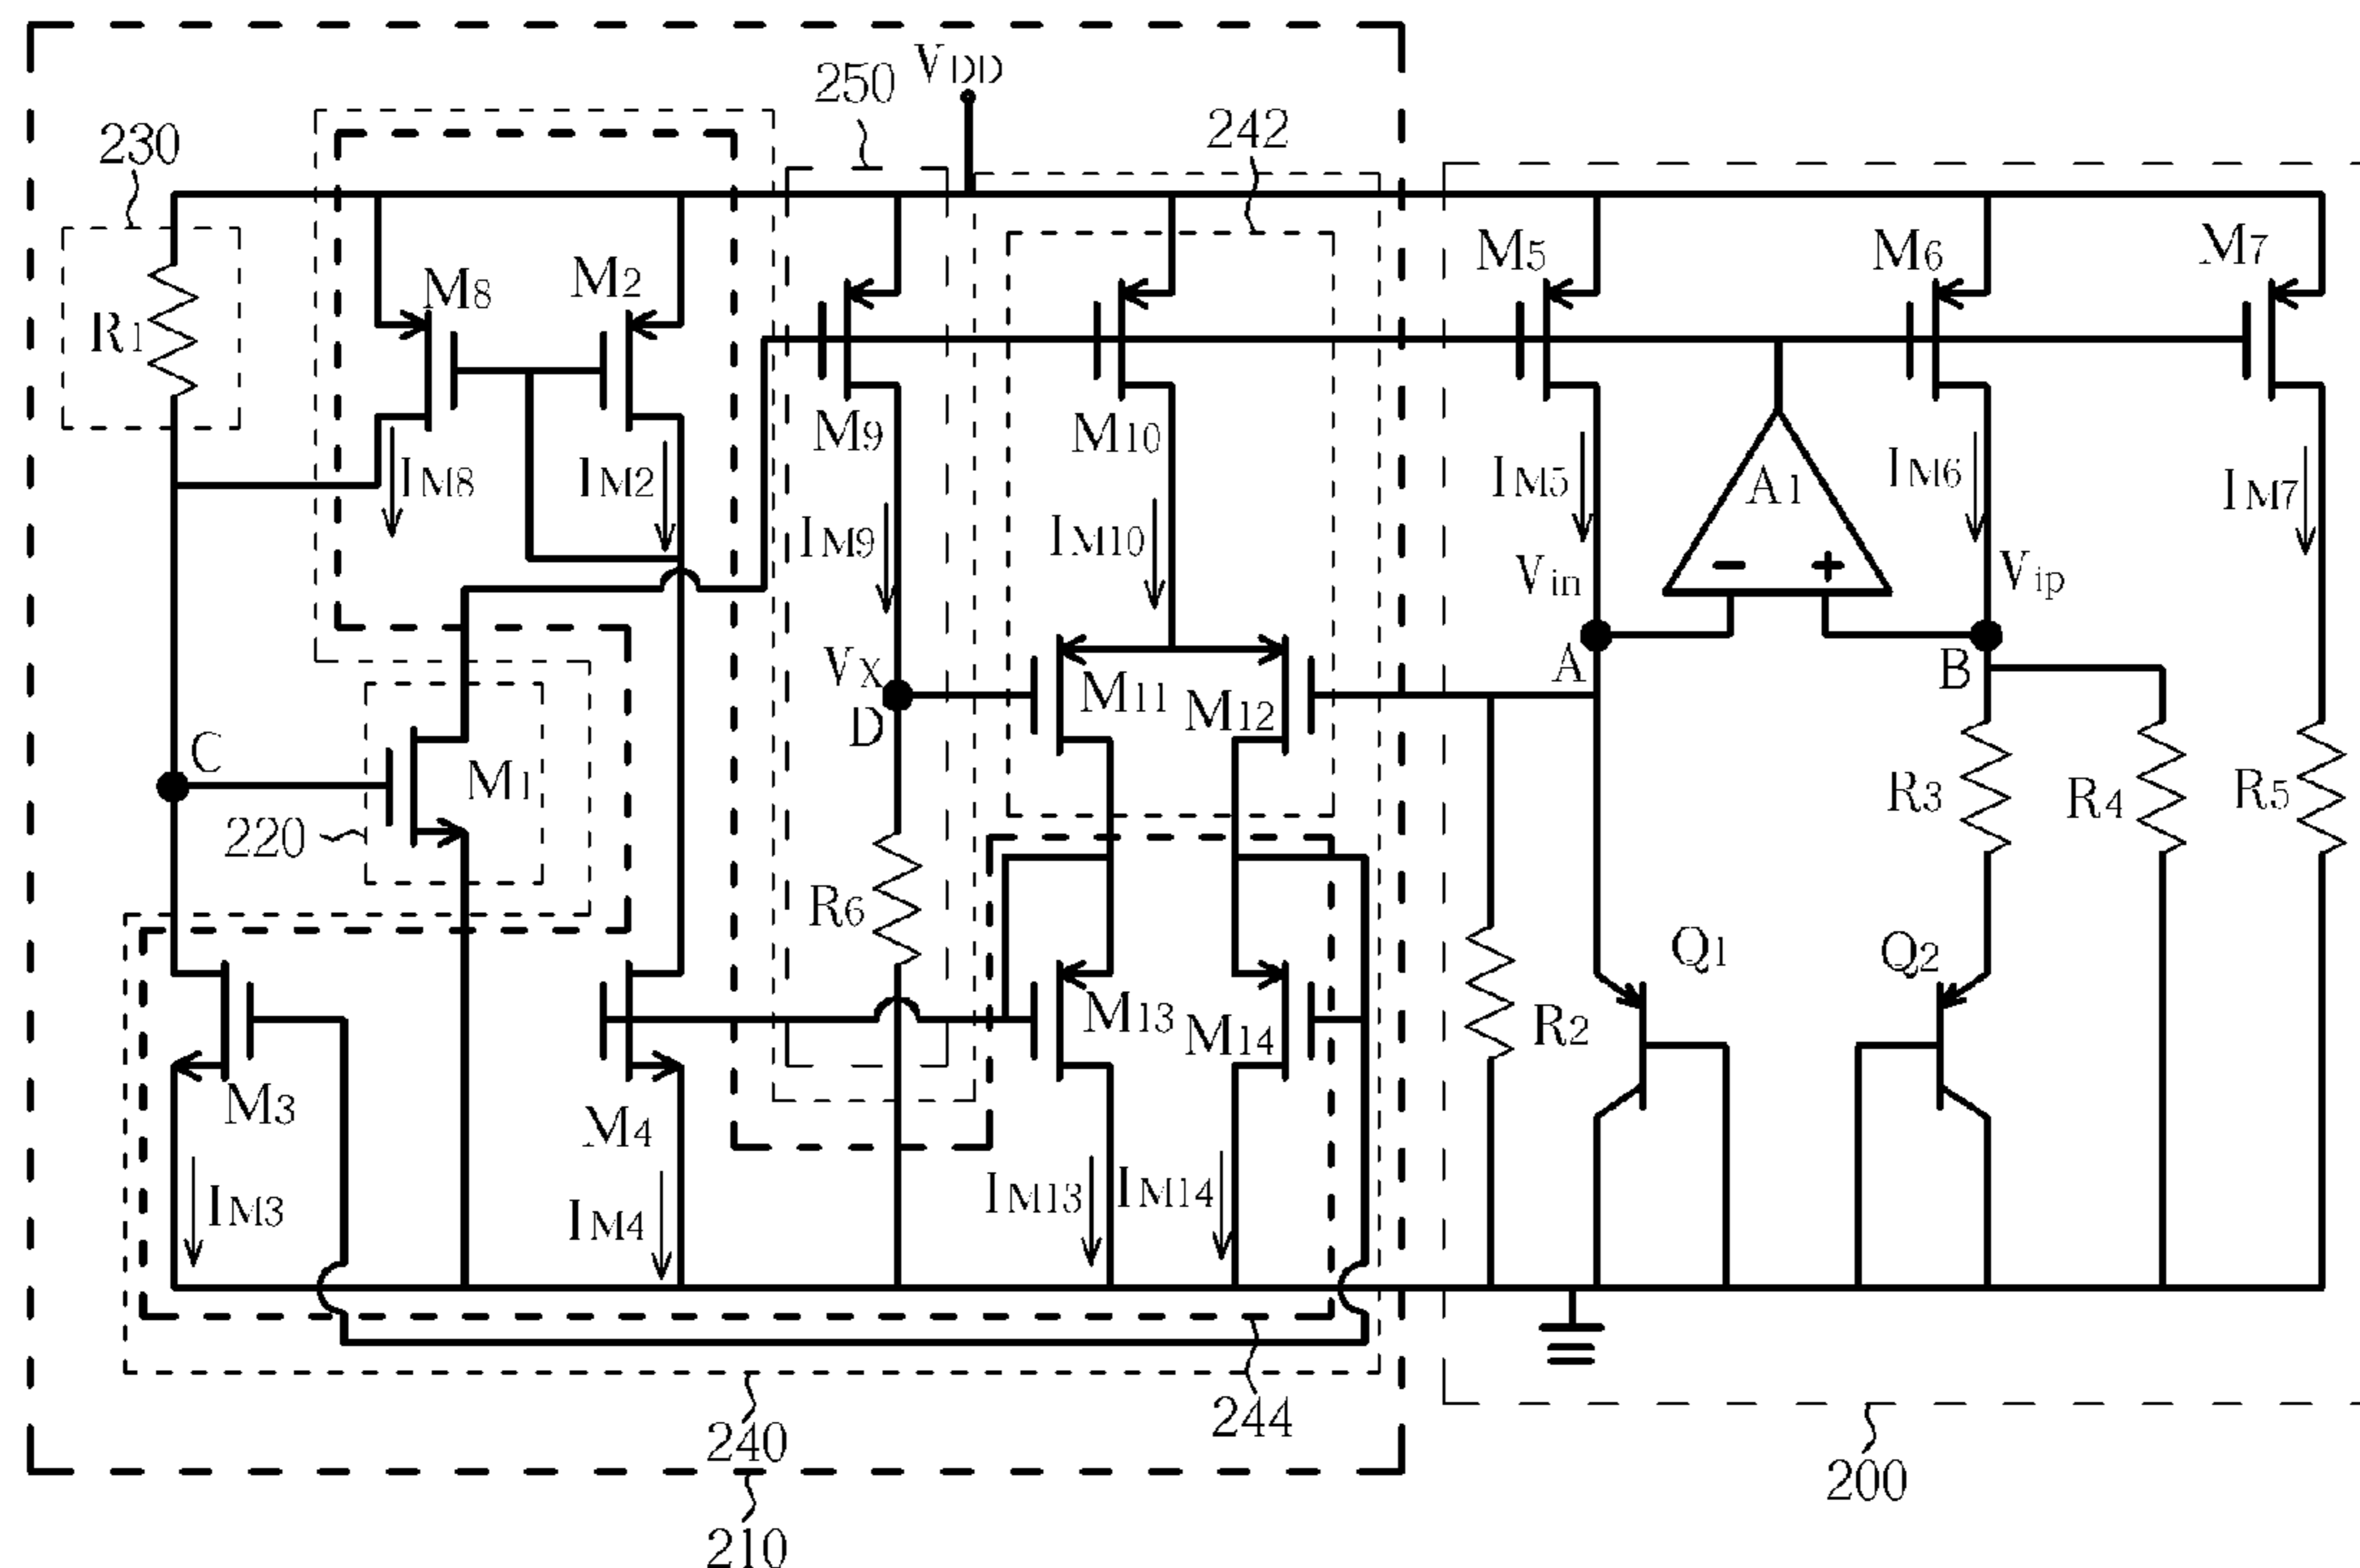 250
VDD
230
242
M8
M2
M5
M6
M7
R1
M9
M10
IM8
IM2
IM9
IM10
IM5
A1
IM6
IM7
Vin
-
+
Vip
VX
D
M11
M12
A
B
C
M1
220
R3
R4
R5
R6
Q1
Q2
M13
M14
R2
M3
M4
IM3
IM4
IM13
IM14
240
244
200
210